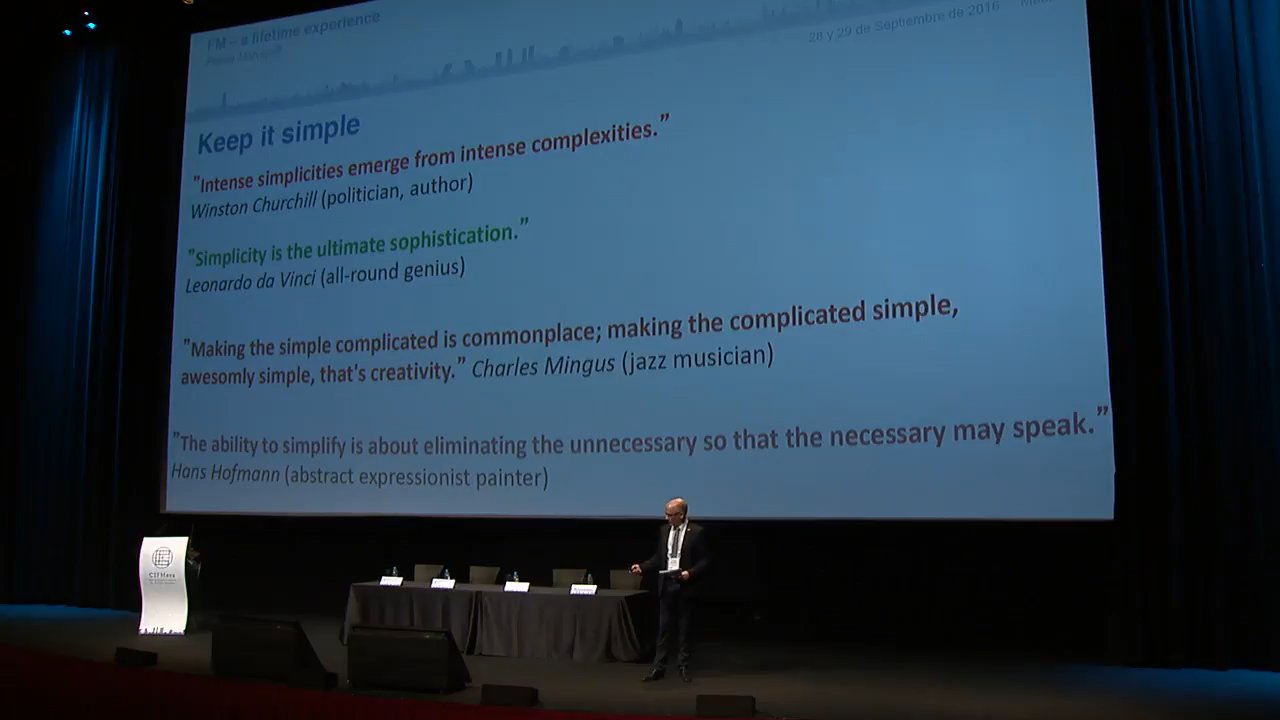 FM – a lifetime experience
28 y 29 de Septiembre de 2016
Keep it simple
"Intense simplicities emerge from intense complexities.”
Winston Churchill (politician, author)
"Simplicity is the ultimate sophistication.”
Leonardo da Vinci (all-round genius)
"Making the simple complicated is commonplace; making the complicated simple,
awesomly simple, that's creativity.” Charles Mingus (jazz musician)
"The ability to simplify is about eliminating the unnecessary so that the necessary may speak.”
Hans Hofmann (abstract expressionist painter)